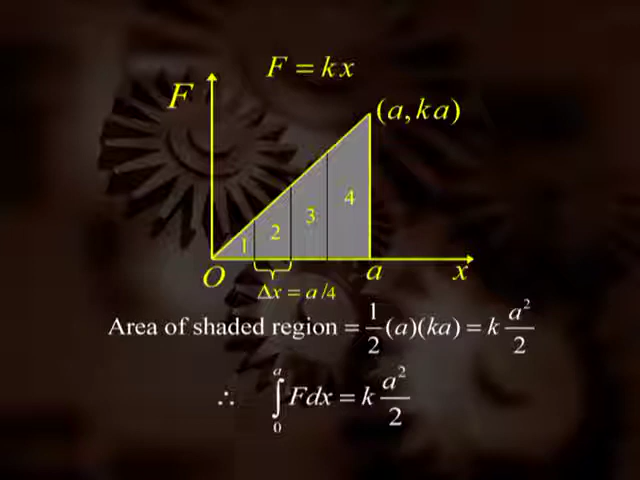 F = kx
F
(a, ka)
1 2 3 4
O a x
Δx = a/4
Area of shaded region = 1/2 (a)(ka) = k a²/2
∴ ∫₀ᵃ Fdx = k a²/2